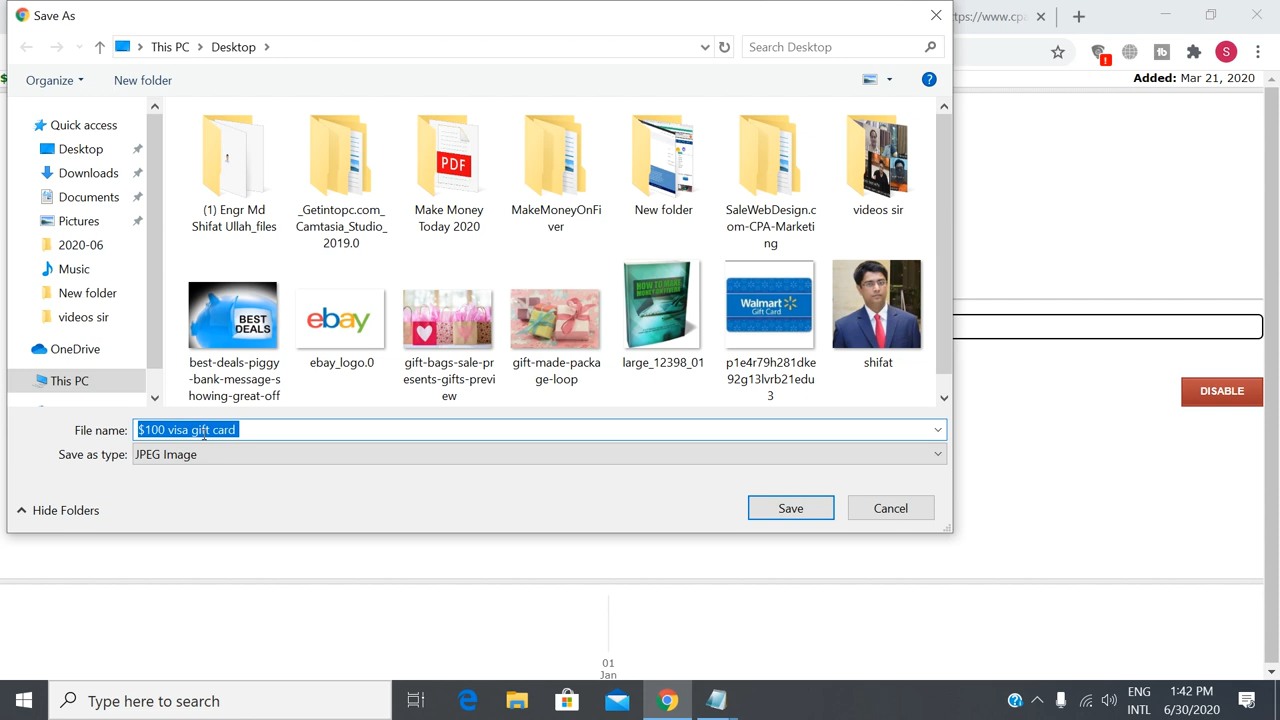 Save As
ttps://www.cpa
This PC
Desktop
Search Desktop
S
Organize
New folder
Added: Mar 21, 2020
Quick access
Desktop
Downloads
Documents
Pictures
2020-06
Music
New folder
videos sir
OneDrive
This PC
PDF
(1) Engr Md
Shifat Ullah_files
_Getintopc.com_
Camtasia_Studio_
2019.0
Make Money
Today 2020
MakeMoneyOnFi
ver
New folder
SaleWebDesign.c
om-CPA-Marketi
ng
videos sir
BEST
DEALS
ebay
Walmart
Gift Card
best-deals-piggy
-bank-message-s
howing-great-off
ebay_logo.0
gift-bags-sale-pr
esents-gifts-previ
ew
gift-made-packa
ge-loop
large_12398_01
p1e4r79h281dke
92g13lvrb21edu
3
shifat
DISABLE
File name:
$100 visa gift card
Save as type:
JPEG Image
Hide Folders
Save
Cancel
01
Jan
Type here to search
ENG
INTL
1:42 PM
6/30/2020